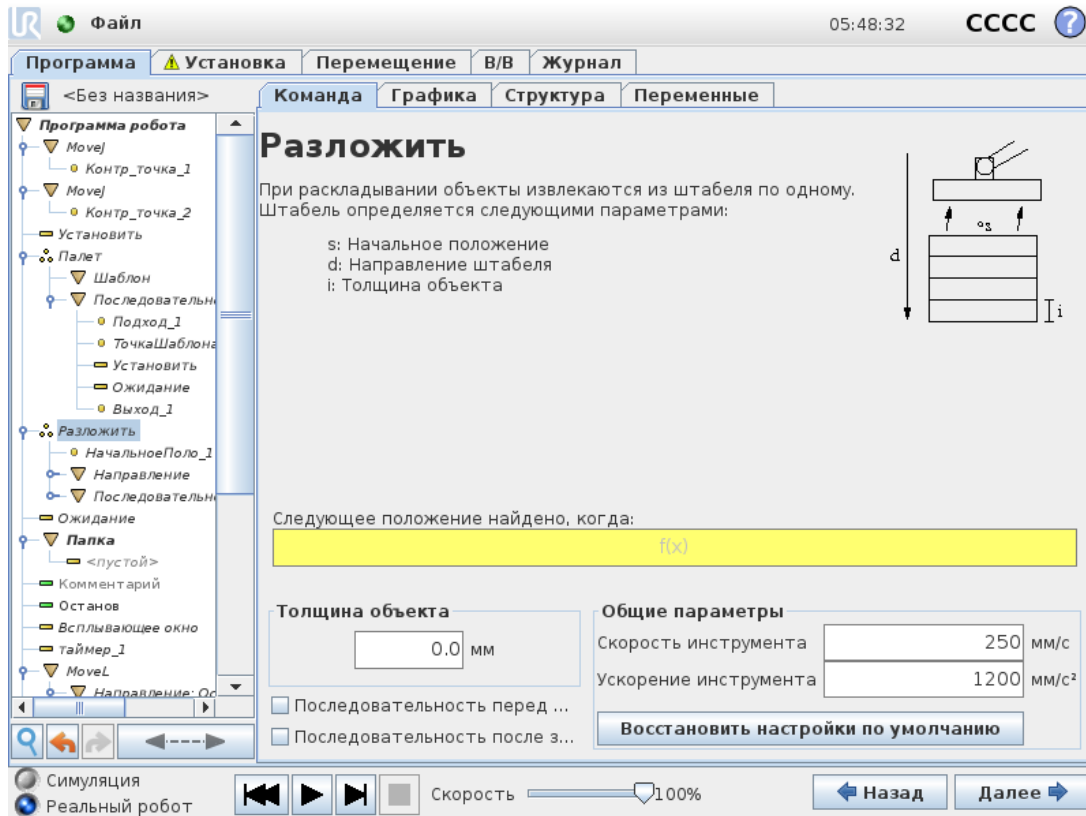 Файл
05:48:32
CCCC
?
Программа
Установка
Перемещение
В/В
Журнал
<Без названия>
Команда
Графика
Структура
Переменные
Программа робота
MoveJ
Контр_точка_1
MoveJ
Контр_точка_2
Установить
Палет
Шаблон
Последовательн
Подход_1
ТочкаШаблона
Установить
Ожидание
Выход_1
Разложить
НачальноеПоло_1
Направление
Последовательн
Ожидание
Папка
<пустой>
Комментарий
Останов
Всплывающее окно
таймер_1
MoveL
Направление: Ос
Разложить
При раскладывании объекты извлекаются из штабеля по одному.
Штабель определяется следующими параметрами:
s: Начальное положение
d: Направление штабеля
i: Толщина объекта
s
d
i
Следующее положение найдено, когда:
f(x)
Толщина объекта
0.0 мм
Последовательность перед ...
Последовательность после з...
Общие параметры
Скорость инструмента 250 мм/с
Ускорение инструмента 1200 мм/с²
Восстановить настройки по умолчанию
Симуляция
Реальный робот
Скорость 100%
Назад
Далее